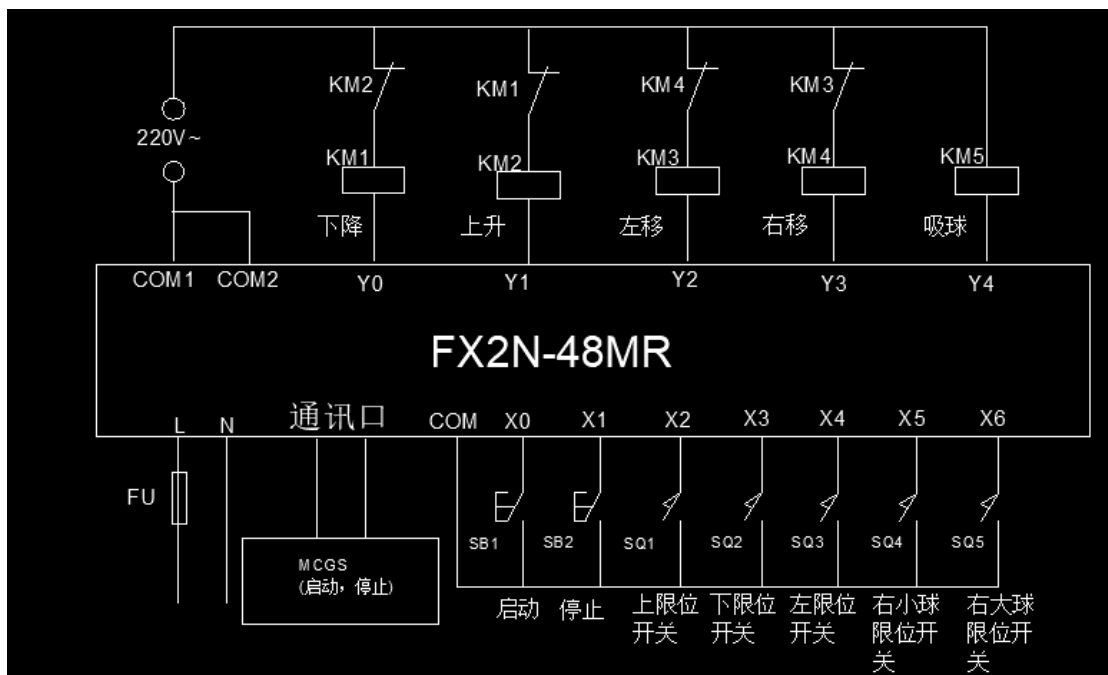 KM2
KM1
KM4
KM3
220V~
KM1
KM2
KM3
KM4
KM5
下降
上升
左移
右移
吸球
COM1
COM2
Y0
Y1
Y2
Y3
Y4
FX2N-48MR
L
N
通讯口
COM
X0
X1
X2
X3
X4
X5
X6
FU
SB1
SB2
SQ1
SQ2
SQ3
SQ4
SQ5
MCGS
(启动，停止)
启动
停止
上限位
开关
下限位
开关
左限位
开关
右小球
限位开
关
右大球
限位开
关